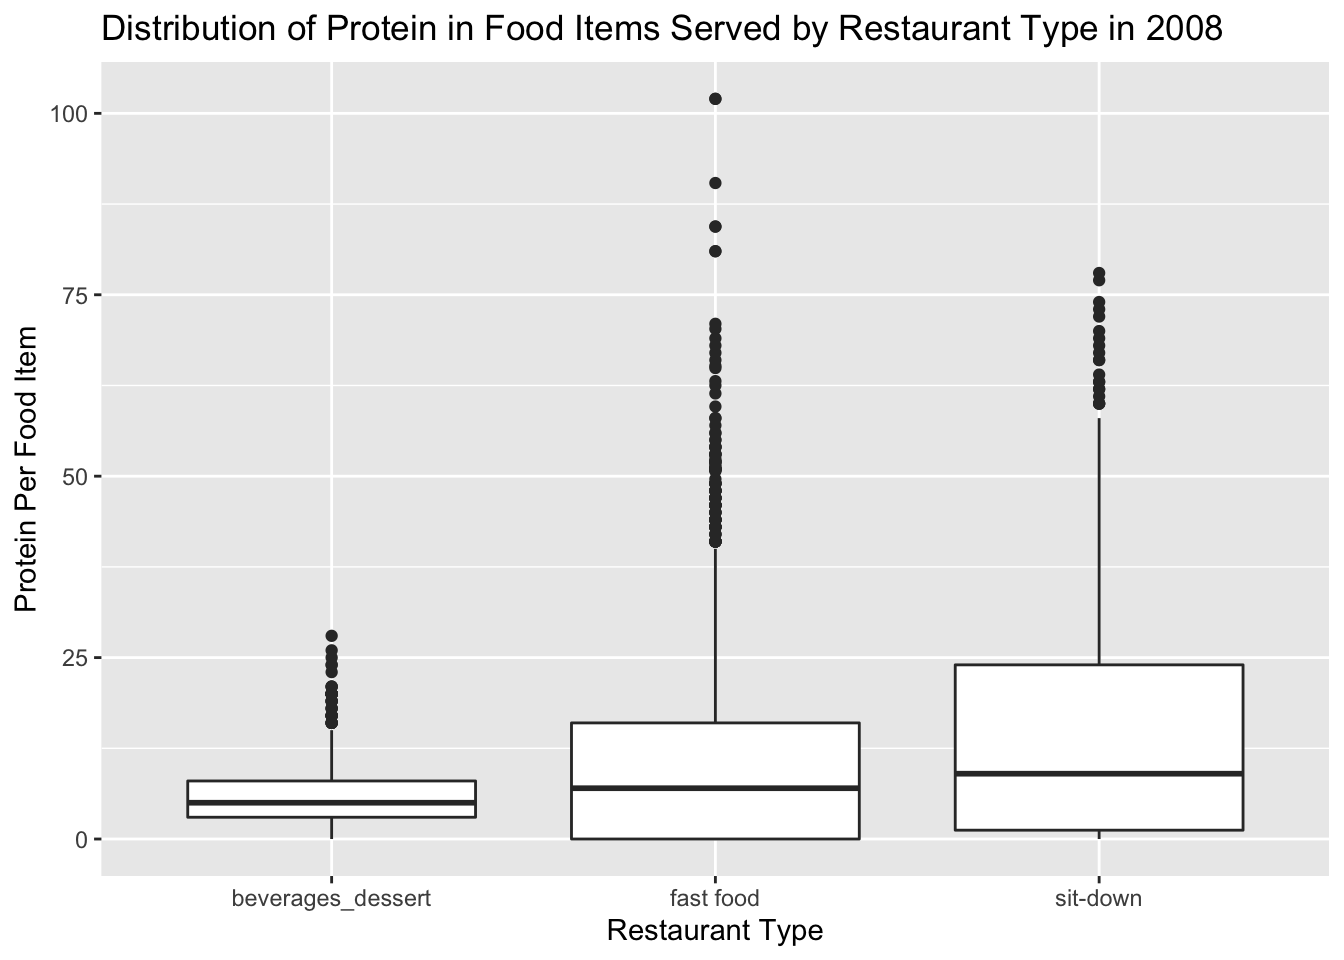 Distribution of Protein in Food Items Served by Restaurant Type in 2008
Protein Per Food Item
100
75
50
25
0
beverages_dessert fast food sit-down
Restaurant Type